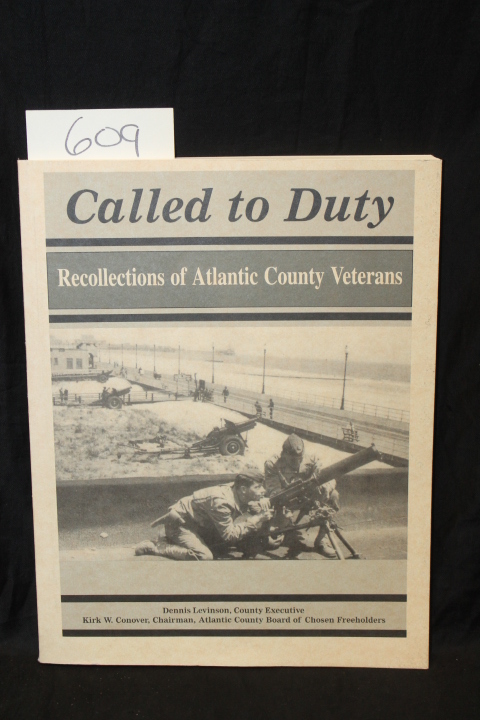 609
Called to Duty
Recollections of Atlantic County Veterans
Dennis Levinson, County Executive
Kirk W. Conover, Chairman, Atlantic County Board of Chosen Freeholders